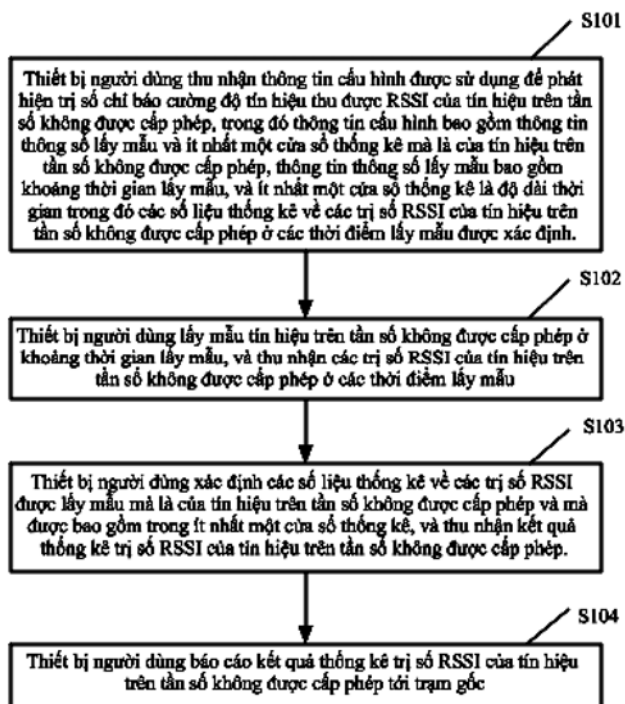 S101
Thiết bị người dùng thu nhận thông tin cấu hình được sử dụng để phát
hiện trị số chỉ báo cường độ tín hiệu thu được RSSI của tín hiệu trên tần
số không được cấp phép, trong đó thông tin cấu hình bao gồm thông tin
thông số lấy mẫu và ít nhất một cửa sổ thống kê mà là của tín hiệu trên
tần số không được cấp phép, thông tin thông số lấy mẫu bao gồm
khoảng thời gian lấy mẫu, và ít nhất một cửa sổ thống kê là độ dài thời
gian trong đó các số liệu thống kê về các trị số RSSI của tín hiệu trên
tần số không được cấp phép ở các thời điểm lấy mẫu được xác định.
S102
Thiết bị người dùng lấy mẫu tín hiệu trên tần số không được cấp phép ở
khoảng thời gian lấy mẫu, và thu nhận các trị số RSSI của tín hiệu trên
tần số không được cấp phép ở các thời điểm lấy mẫu
S103
Thiết bị người dùng xác định các số liệu thống kê về các trị số RSSI
được lấy mẫu mà là của tín hiệu trên tần số không được cấp phép và mà
được bao gồm trong ít nhất một cửa sổ thống kê, và thu nhận kết quả
thống kê trị số RSSI của tín hiệu trên tần số không được cấp phép.
S104
Thiết bị người dùng báo cáo kết quả thống kê trị số RSSI của tín hiệu
trên tần số không được cấp phép tới trạm gốc